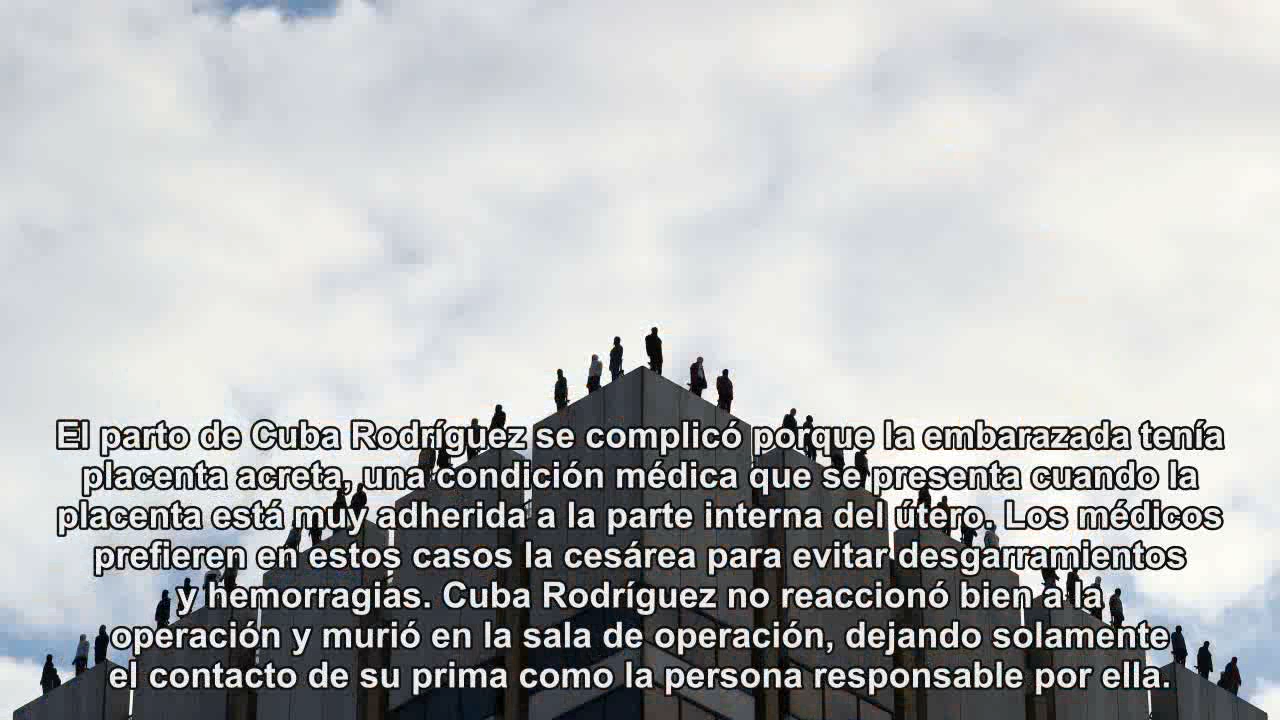 El parto de Cuba Rodríguez se complicó porque la embarazada tenía
placenta acreta, una condición médica que se presenta cuando la
placenta está muy adherida a la parte interna del útero. Los médicos
prefieren en estos casos la cesárea para evitar desgarramientos
y hemorragias. Cuba Rodríguez no reaccionó bien a la
operación y murió en la sala de operación, dejando solamente
el contacto de su prima como la persona responsable por ella.